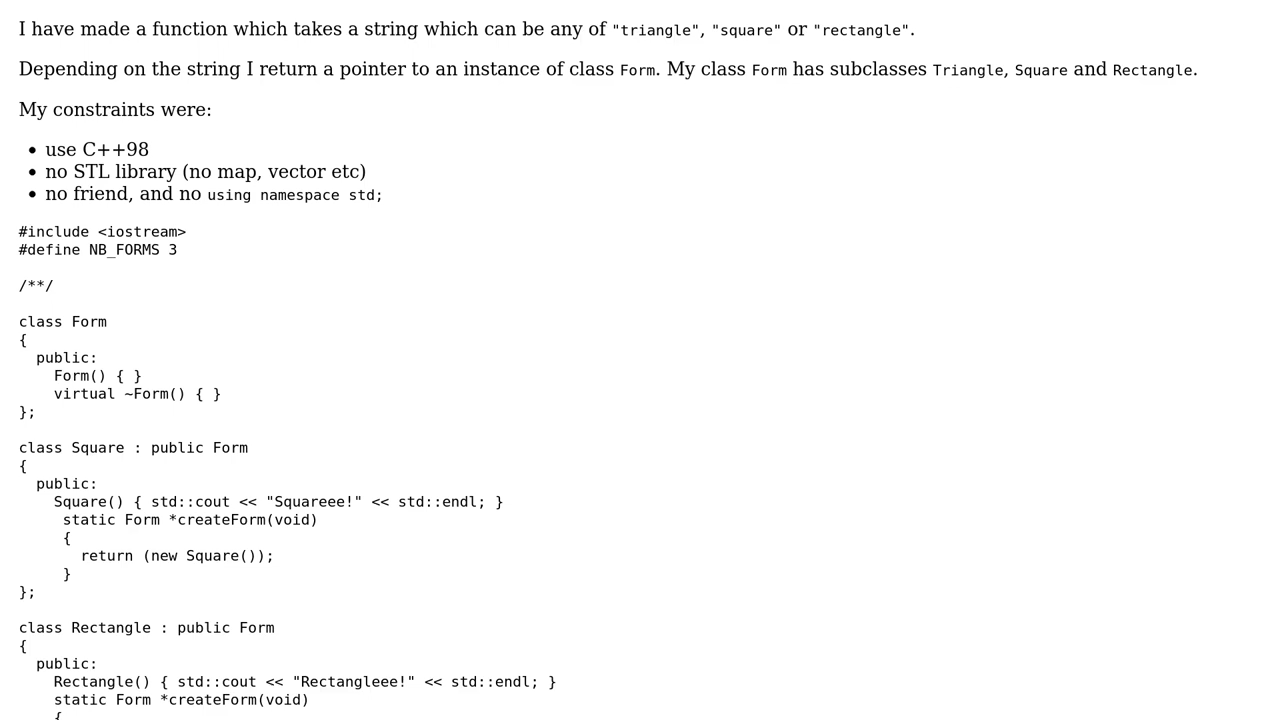 I have made a function which takes a string which can be any of "triangle", "square" or "rectangle".
Depending on the string I return a pointer to an instance of class Form. My class Form has subclasses Triangle, Square and Rectangle.
My constraints were:
• use C++98
• no STL library (no map, vector etc)
• no friend, and no using namespace std;
#include <iostream>
#define NB_FORMS 3
/**/
class Form
{
  public:
    Form() { }
    virtual ~Form() { }
};
class Square : public Form
{
  public:
    Square() { std::cout << "Squareee!" << std::endl; }
     static Form *createForm(void)
     {
       return (new Square());
     }
};
class Rectangle : public Form
{
  public:
    Rectangle() { std::cout << "Rectangleee!" << std::endl; }
    static Form *createForm(void)
    {